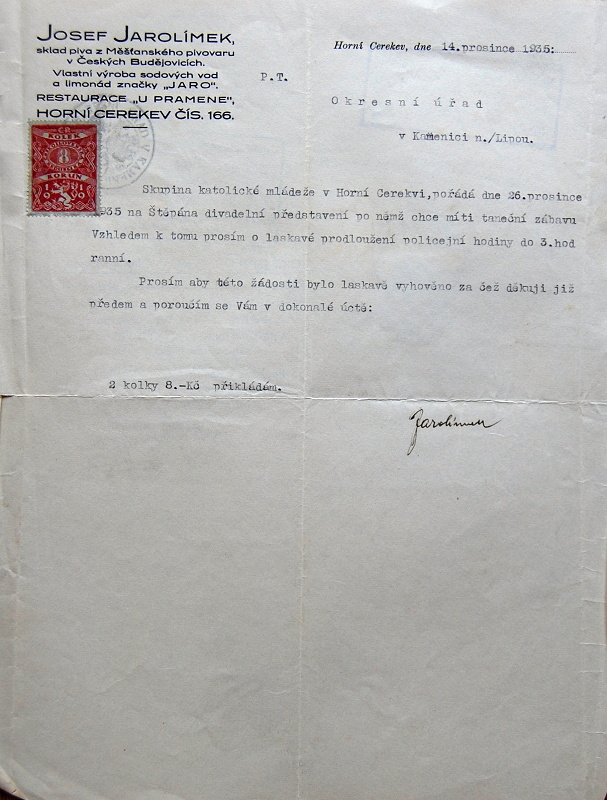 JOSEF JAROLÍMEK,
sklad piva z Měšťanského pivovaru
v Českých Budějovicích.
Vlastní výroba sodových vod
a limonád značky „JARO".
RESTAURACE „U PRAMENE",
HORNÍ CEREKEV ČÍS. 166.
Horní Cerekev, dne 14.prosince 1935:
P.T.
Okresní úřad
v Kamenici n./Lipou.
KOLEK
8
KORUN
1919
Skupina katolické mládeže v Horní Cerekvi,pořádá dne 26.prosince
1935 na Štěpána divadelní představení po němž chce míti taneční zábavu
Vzhledem k tomu prosím o laskavé prodloužení policejní hodiny do 3.hod
ranní.
Prosím aby této žádosti bylo laskavě vyhověno za čež děkuji již
předem a poroučím se Vám v dokonalé úctě:
2 kolky 8.-Kč přikládám.
Jarolímek